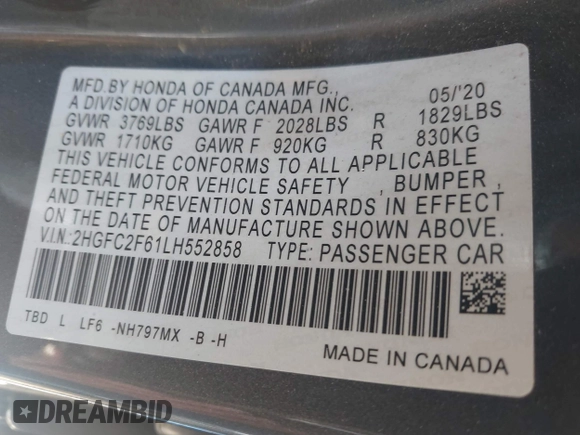 MFD.BY HONDA OF CANADA MFG., 05/'20
A DIVISION OF HONDA CANADA INC.
GVWR 3769LBS GAWR F 2028LBS R 1829LBS
GVWR 1710KG GAWR F 920KG R 830KG
THIS VEHICLE CONFORMS TO ALL APPLICABLE
FEDERAL MOTOR VEHICLE SAFETY , BUMPER ,
AND THEFT PREVENTION STANDARDS IN EFFECT
ON THE DATE OF MANUFACTURE SHOWN ABOVE.
V.I.N.:2HGFC2F61LH552858 TYPE: PASSENGER CAR
TBD L LF6 -NH797MX -B -H
MADE IN CANADA
DREAMBID